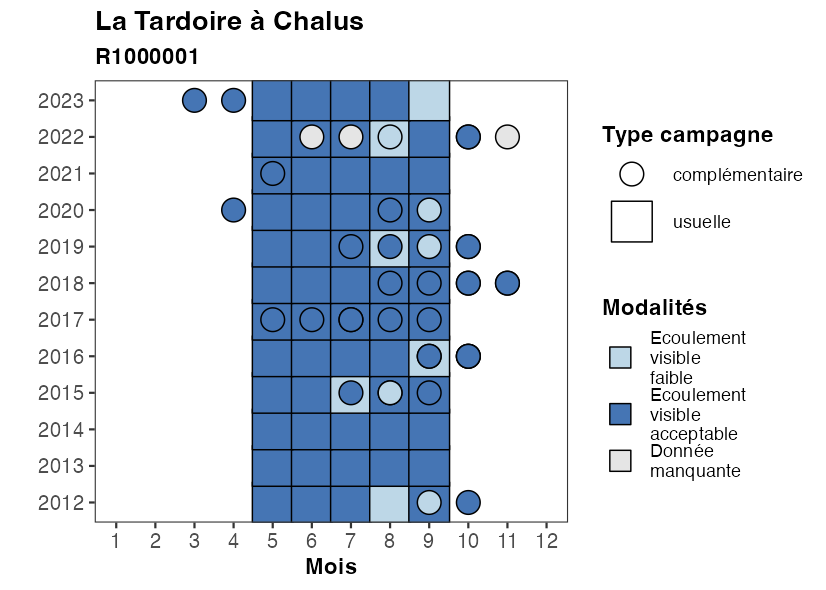 La Tardoire à Chalus
R1000001
2023
2022
2021
2020
2019
2018
2017
2016
2015
2014
2013
2012
1 2 3 4 5 6 7 8 9 10 11 12
Mois
Type campagne
complémentaire
usuelle
Modalités
Ecoulement
visible
faible
Ecoulement
visible
acceptable
Donnée
manquante